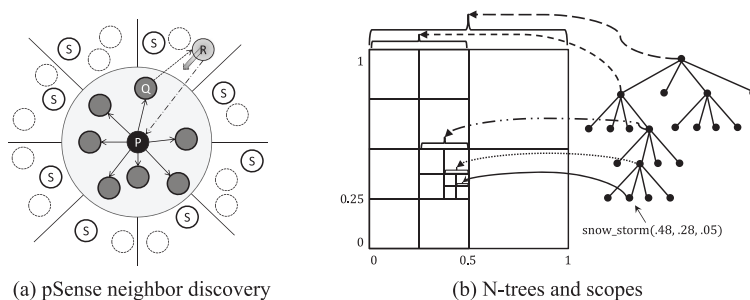 S
S
R
S
Q
S
P
S
S
S
S
(a) pSense neighbor discovery
1
0.25
0
0
0.5
1
snow_storm(.48, .28, .05)
(b) N-trees and scopes